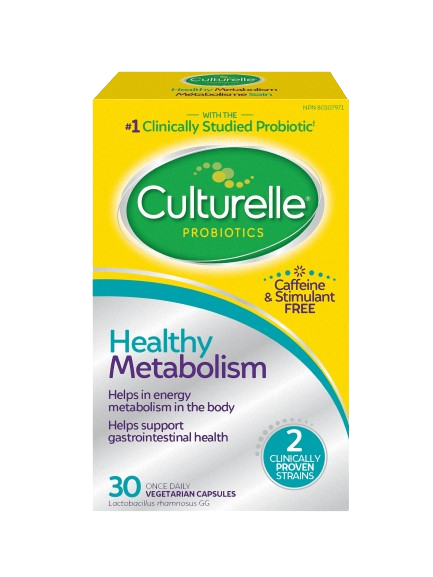 Culturelle
Healthy Metabolism
Métabolisme Sain
NPN 80107971
WITH THE
#1 Clinically Studied Probiotic†
Culturelle®
PROBIOTICS
Caffeine
& Stimulant
FREE
Healthy
Metabolism
Helps in energy
metabolism in the body
Helps support
gastrointestinal health
2
CLINICALLY
PROVEN
STRAINS
30 ONCE DAILY
VEGETARIAN CAPSULES
Lactobacillus rhamnosus GG